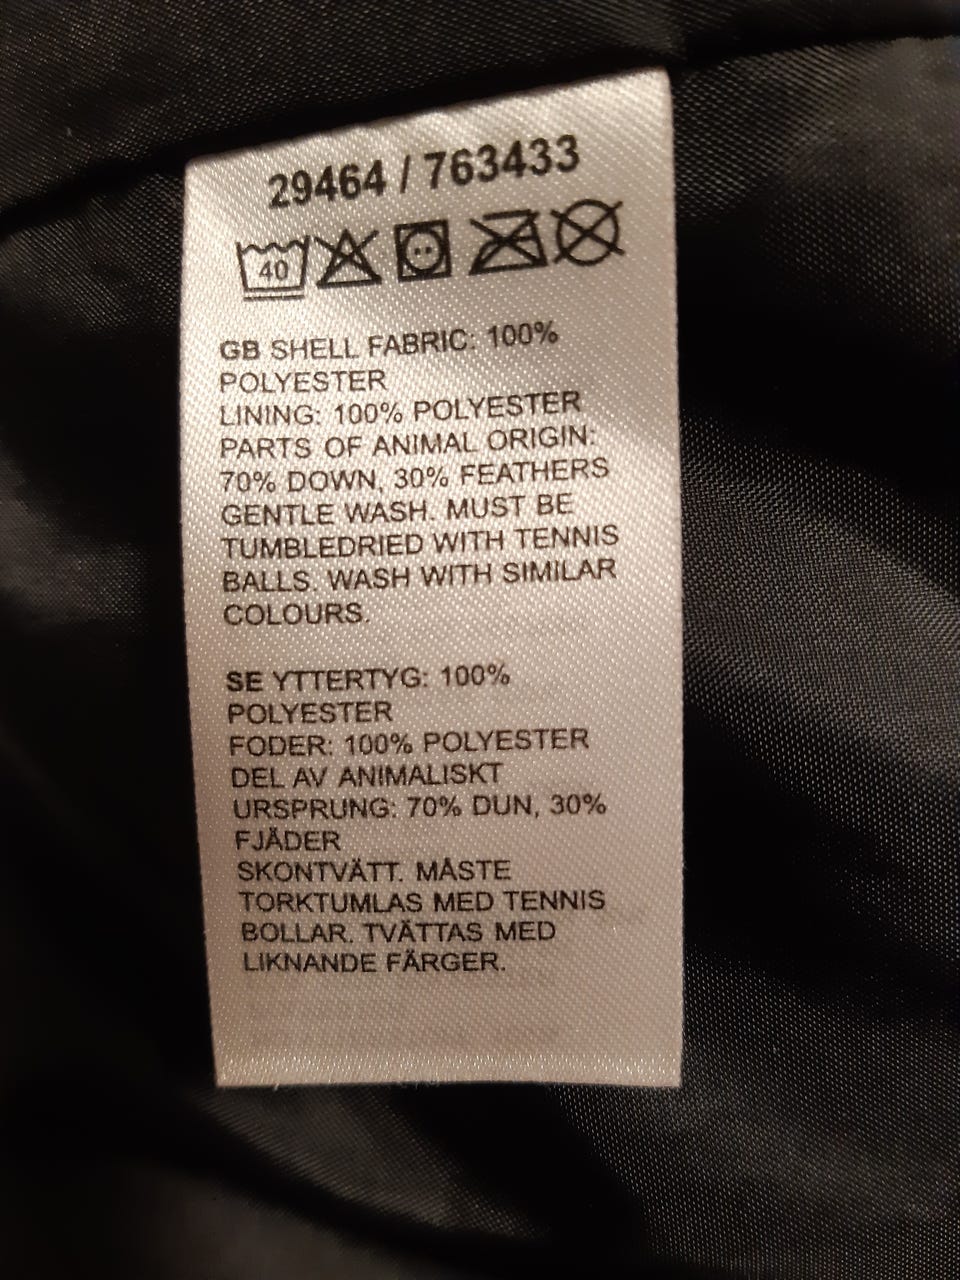 29464 / 763433
40
GB SHELL FABRIC: 100%
POLYESTER
LINING: 100% POLYESTER
PARTS OF ANIMAL ORIGIN:
70% DOWN, 30% FEATHERS
GENTLE WASH. MUST BE
TUMBLEDRIED WITH TENNIS
BALLS. WASH WITH SIMILAR
COLOURS.
SE YTTERTYG: 100%
POLYESTER
FODER: 100% POLYESTER
DEL AV ANIMALISKT
URSPRUNG: 70% DUN, 30%
FJÄDER
SKONTVÄTT. MÅSTE
TORKTUMLAS MED TENNIS
BOLLAR. TVÄTTAS MED
LIKNANDE FÄRGER.